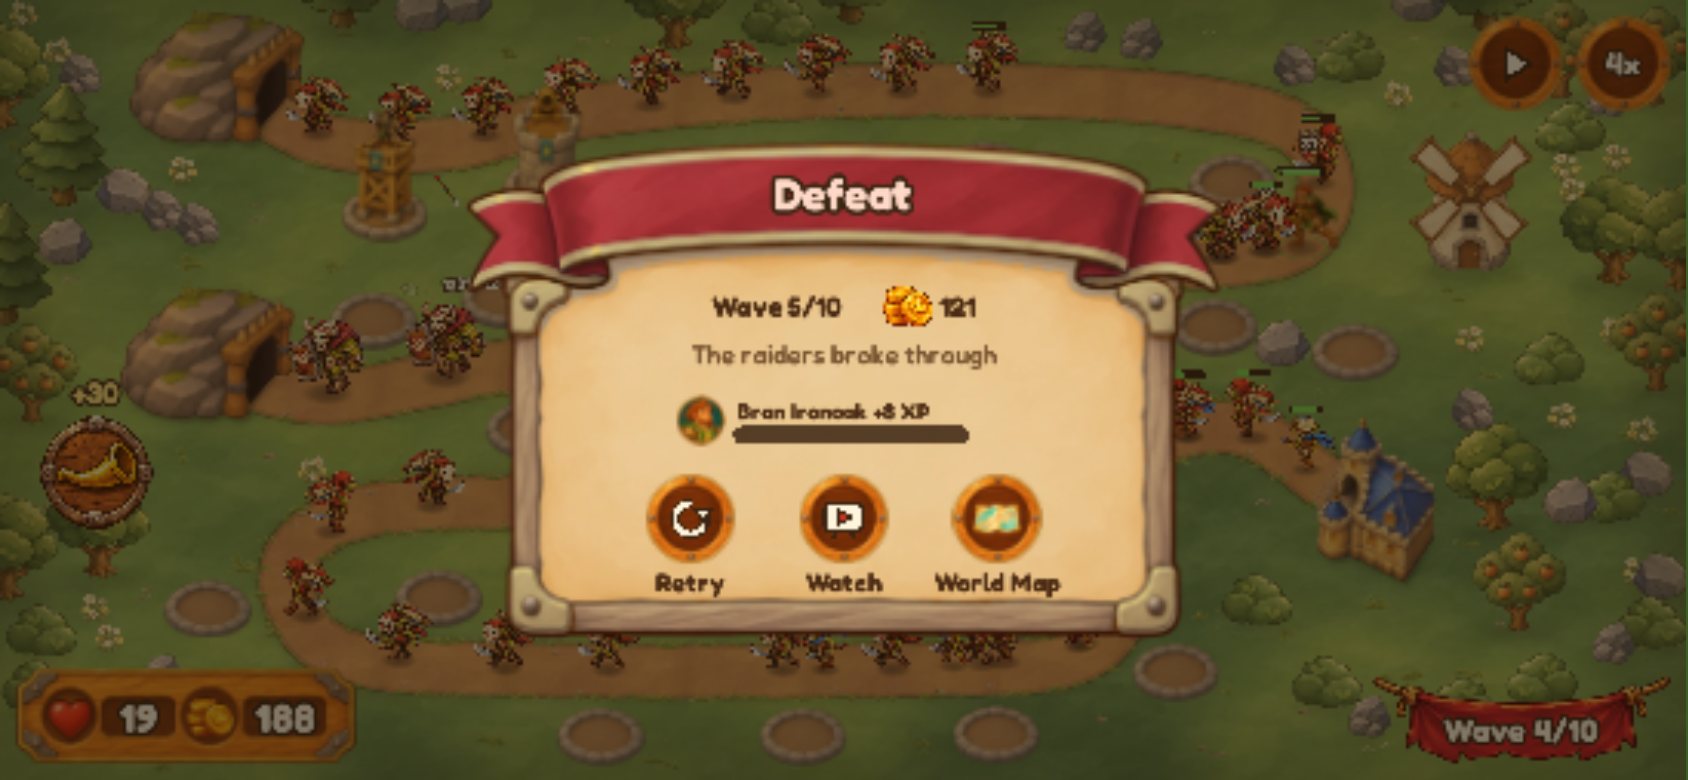 4x
Defeat
Wave 5/10 121
The raiders broke through
+30
Bran Ironoak +8 XP
Retry Watch World Map
19 188
Wave 4/10